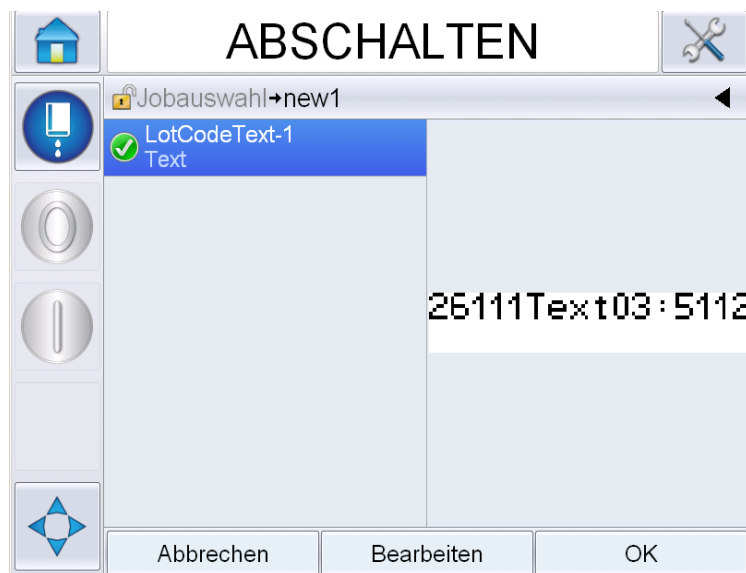 ABSCHALTEN
Jobauswahl→new1
LotCodeText-1
Text
26111Text03:5112
Abbrechen
Bearbeiten
OK